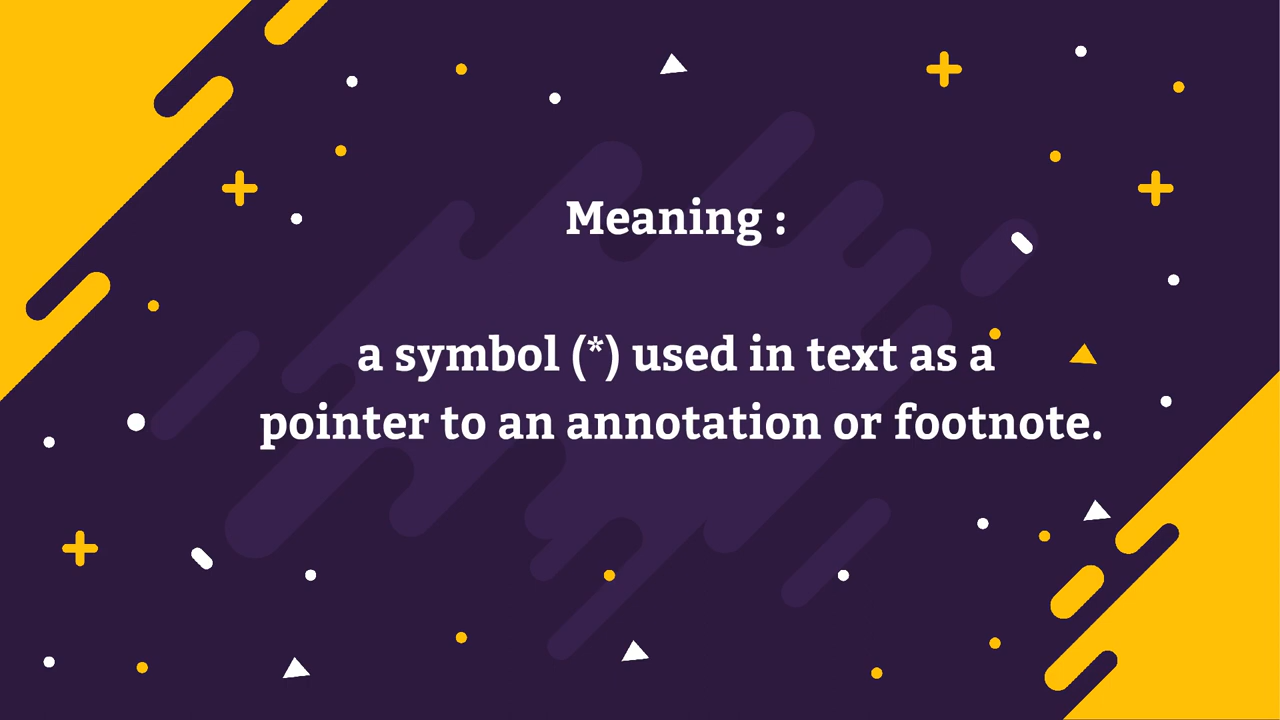 Meaning :
a symbol (*) used in text as a
pointer to an annotation or footnote.